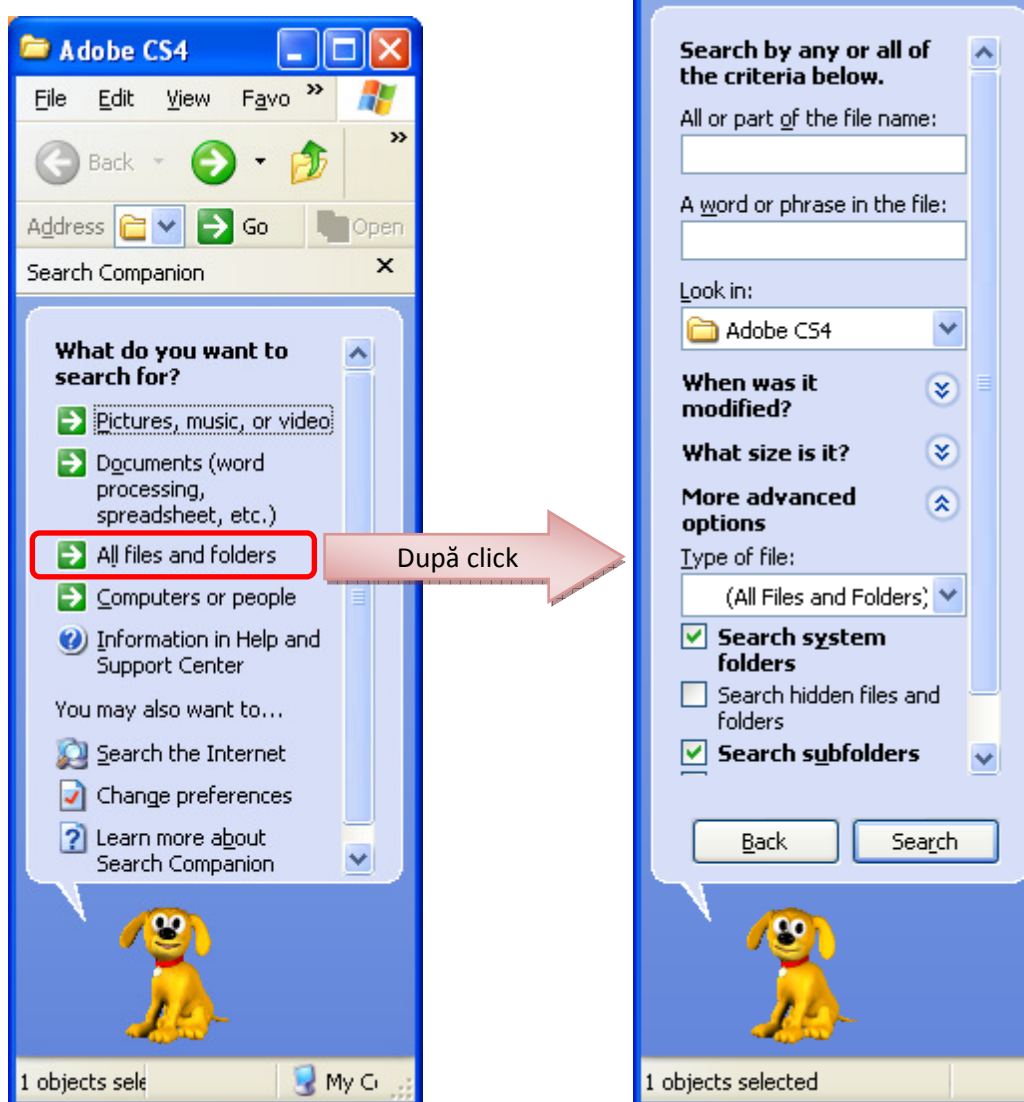 Adobe CS4
File Edit View Favo »
Back »
Address Go Open
Search Companion
What do you want to
search for?
Pictures, music, or video
Documents (word
processing,
spreadsheet, etc.)
All files and folders
Computers or people
Information in Help and
Support Center
You may also want to...
Search the Internet
Change preferences
Learn more about
Search Companion
1 objects sele My
După click
Search by any or all of
the criteria below.
All or part of the file name:
A word or phrase in the file:
Look in:
Adobe CS4
When was it
modified?
What size is it?
More advanced
options
Type of file:
(All Files and Folders)
Search system
folders
Search hidden files and
folders
Search subfolders
Back Search
1 objects selected